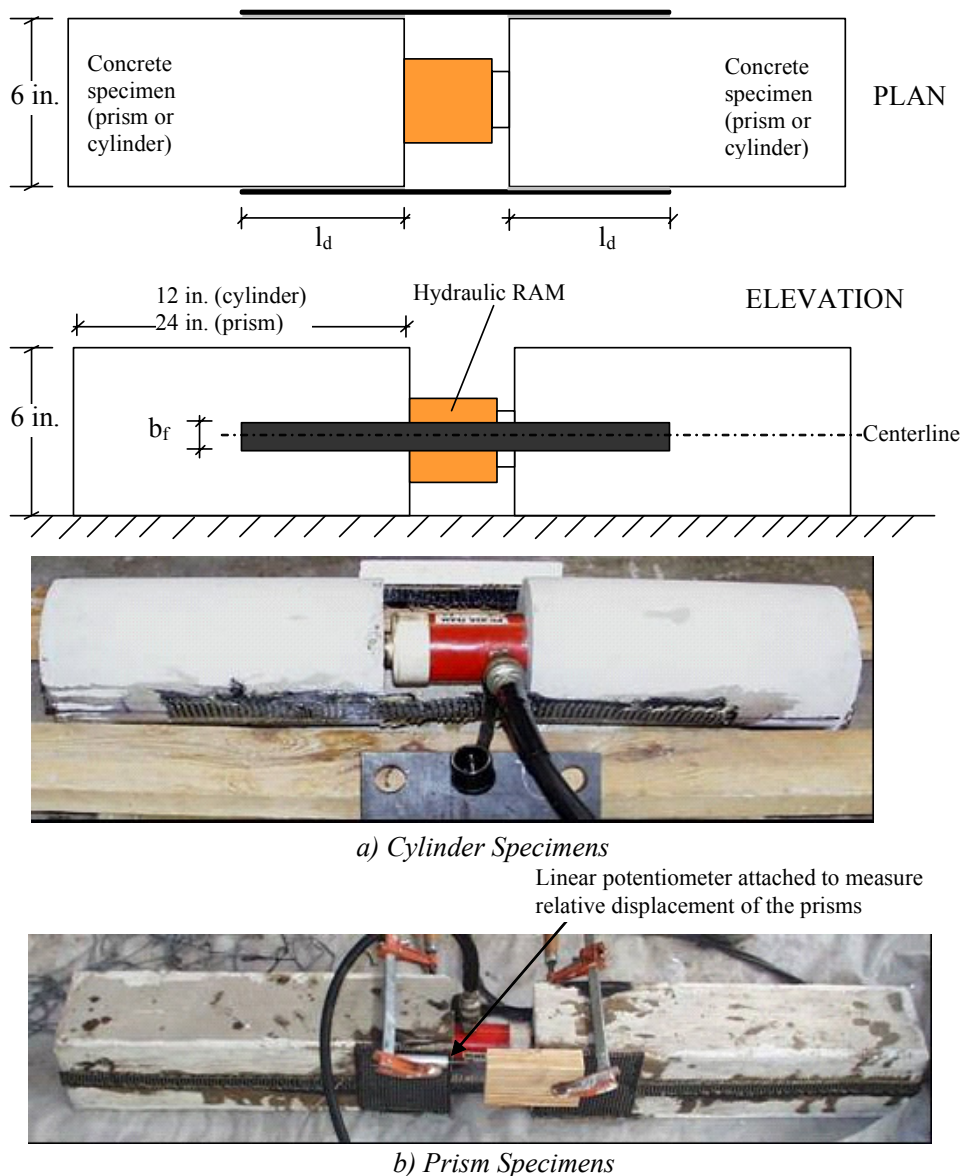 6 in.
Concrete
specimen
(prism or
cylinder)
Concrete
specimen
(prism or
cylinder)
PLAN
l_d
l_d
12 in. (cylinder)
24 in. (prism)
Hydraulic RAM
ELEVATION
6 in.
b_f
Centerline
a) Cylinder Specimens
Linear potentiometer attached to measure
relative displacement of the prisms
b) Prism Specimens